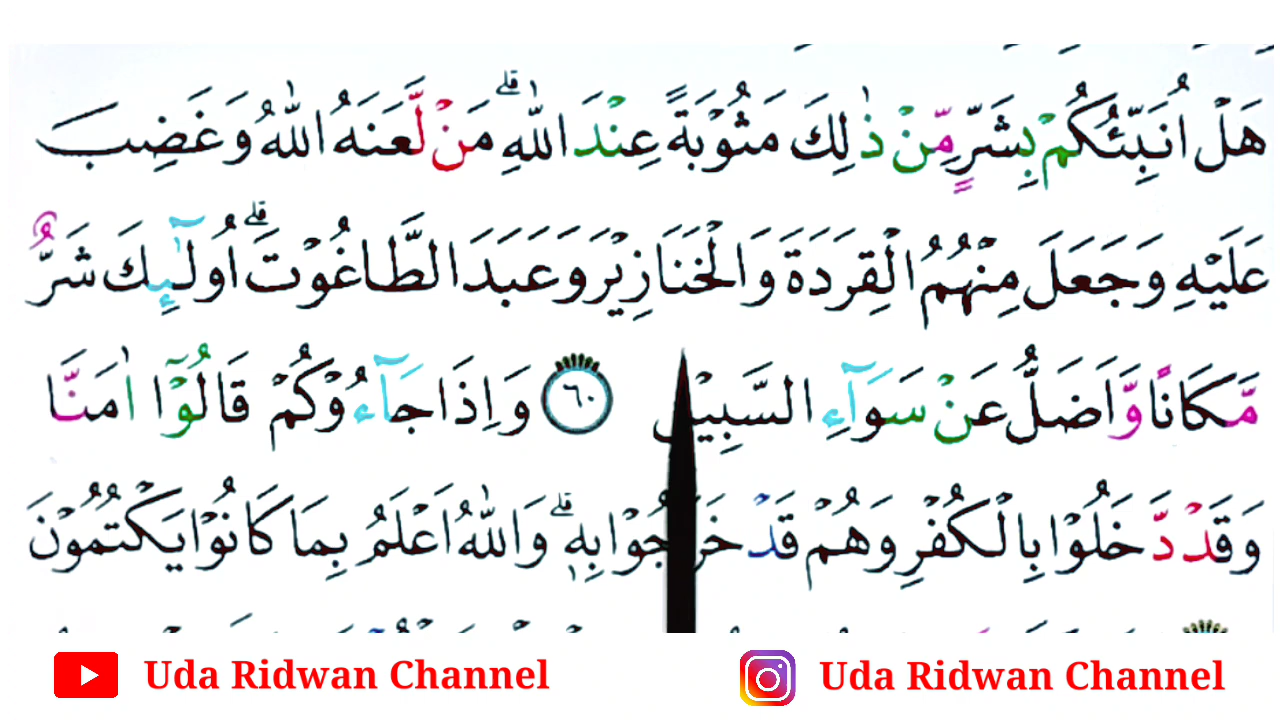 هَلْ اُنَبِّئُكُمْ بِشَرٍّ مِّنْ ذٰلِكَ مَثُوْبَةً عِنْدَ اللّٰهِ ۗ مَنْ لَّعَنَهُ اللّٰهُ وَغَضِبَ
عَلَيْهِ وَجَعَلَ مِنْهُمُ الْقِرَدَةَ وَالْخَنَازِيْرَ وَعَبَدَ الطَّاغُوْتَ ۗ اُولٰۤىِٕكَ شَرٌّ
مَّكَانًا وَّاَضَلُّ عَنْ سَوَاۤءِ السَّبِيْلِ ٦٠ وَاِذَا جَاۤءُوْكُمْ قَالُوْٓا اٰمَنَّا
وَقَدْ دَّخَلُوْا بِالْكُفْرِ وَهُمْ قَدْ خَرَجُوْا بِهٖ ۗ وَاللّٰهُ اَعْلَمُ بِمَا كَانُوْا يَكْتُمُوْنَ
Uda Ridwan Channel
Uda Ridwan Channel